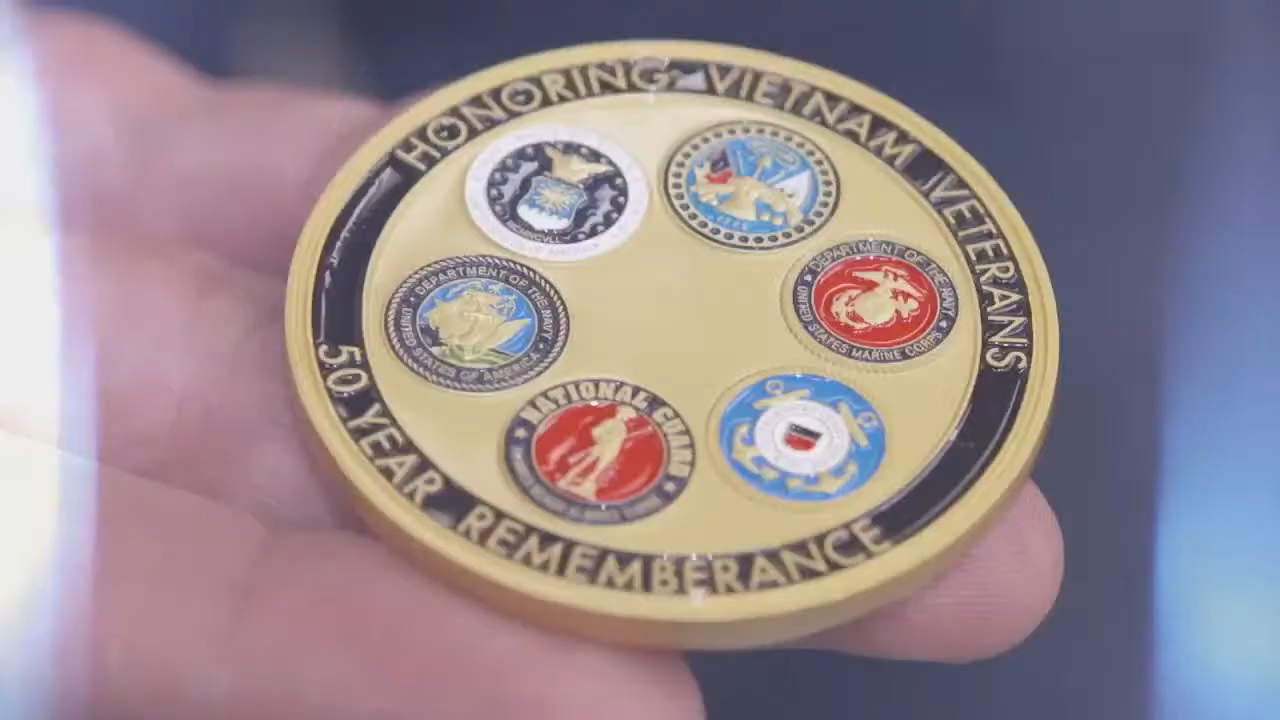 HONORING VIETNAM VETERANS
DEPARTMENT OF THE NAVY
UNITED STATES OF AMERICA
DEPARTMENT OF THE NAVY
UNITED STATES MARINE CORPS
NATIONAL GUARD
50 YEAR REMEMBERANCE